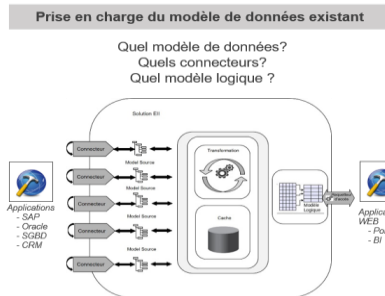 Prise en charge du modèle de données existant
Quel modèle de données?
Quels connecteurs?
Quel modèle logique ?
Solution EII
Connecteur
Model Source
Connecteur
Model Source
Connecteur
Model Source
Connecteur
Model Source
Connecteur
Transformation
Cache
Modèle
Logique
Applications
- SAP
- Oracle
- SGBD
- CRM
WEB
- BI